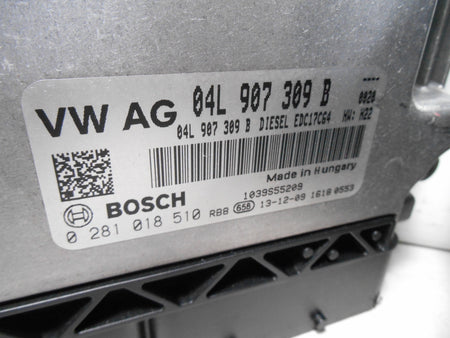 VW AG 04L 907 309 B
04L 907 309 B DIESEL EDC17C64 HW: H22
0020
Made in Hungary
BOSCH 1039S55209
0 281 018 510 RBB 658 13-12-09 1618 0553